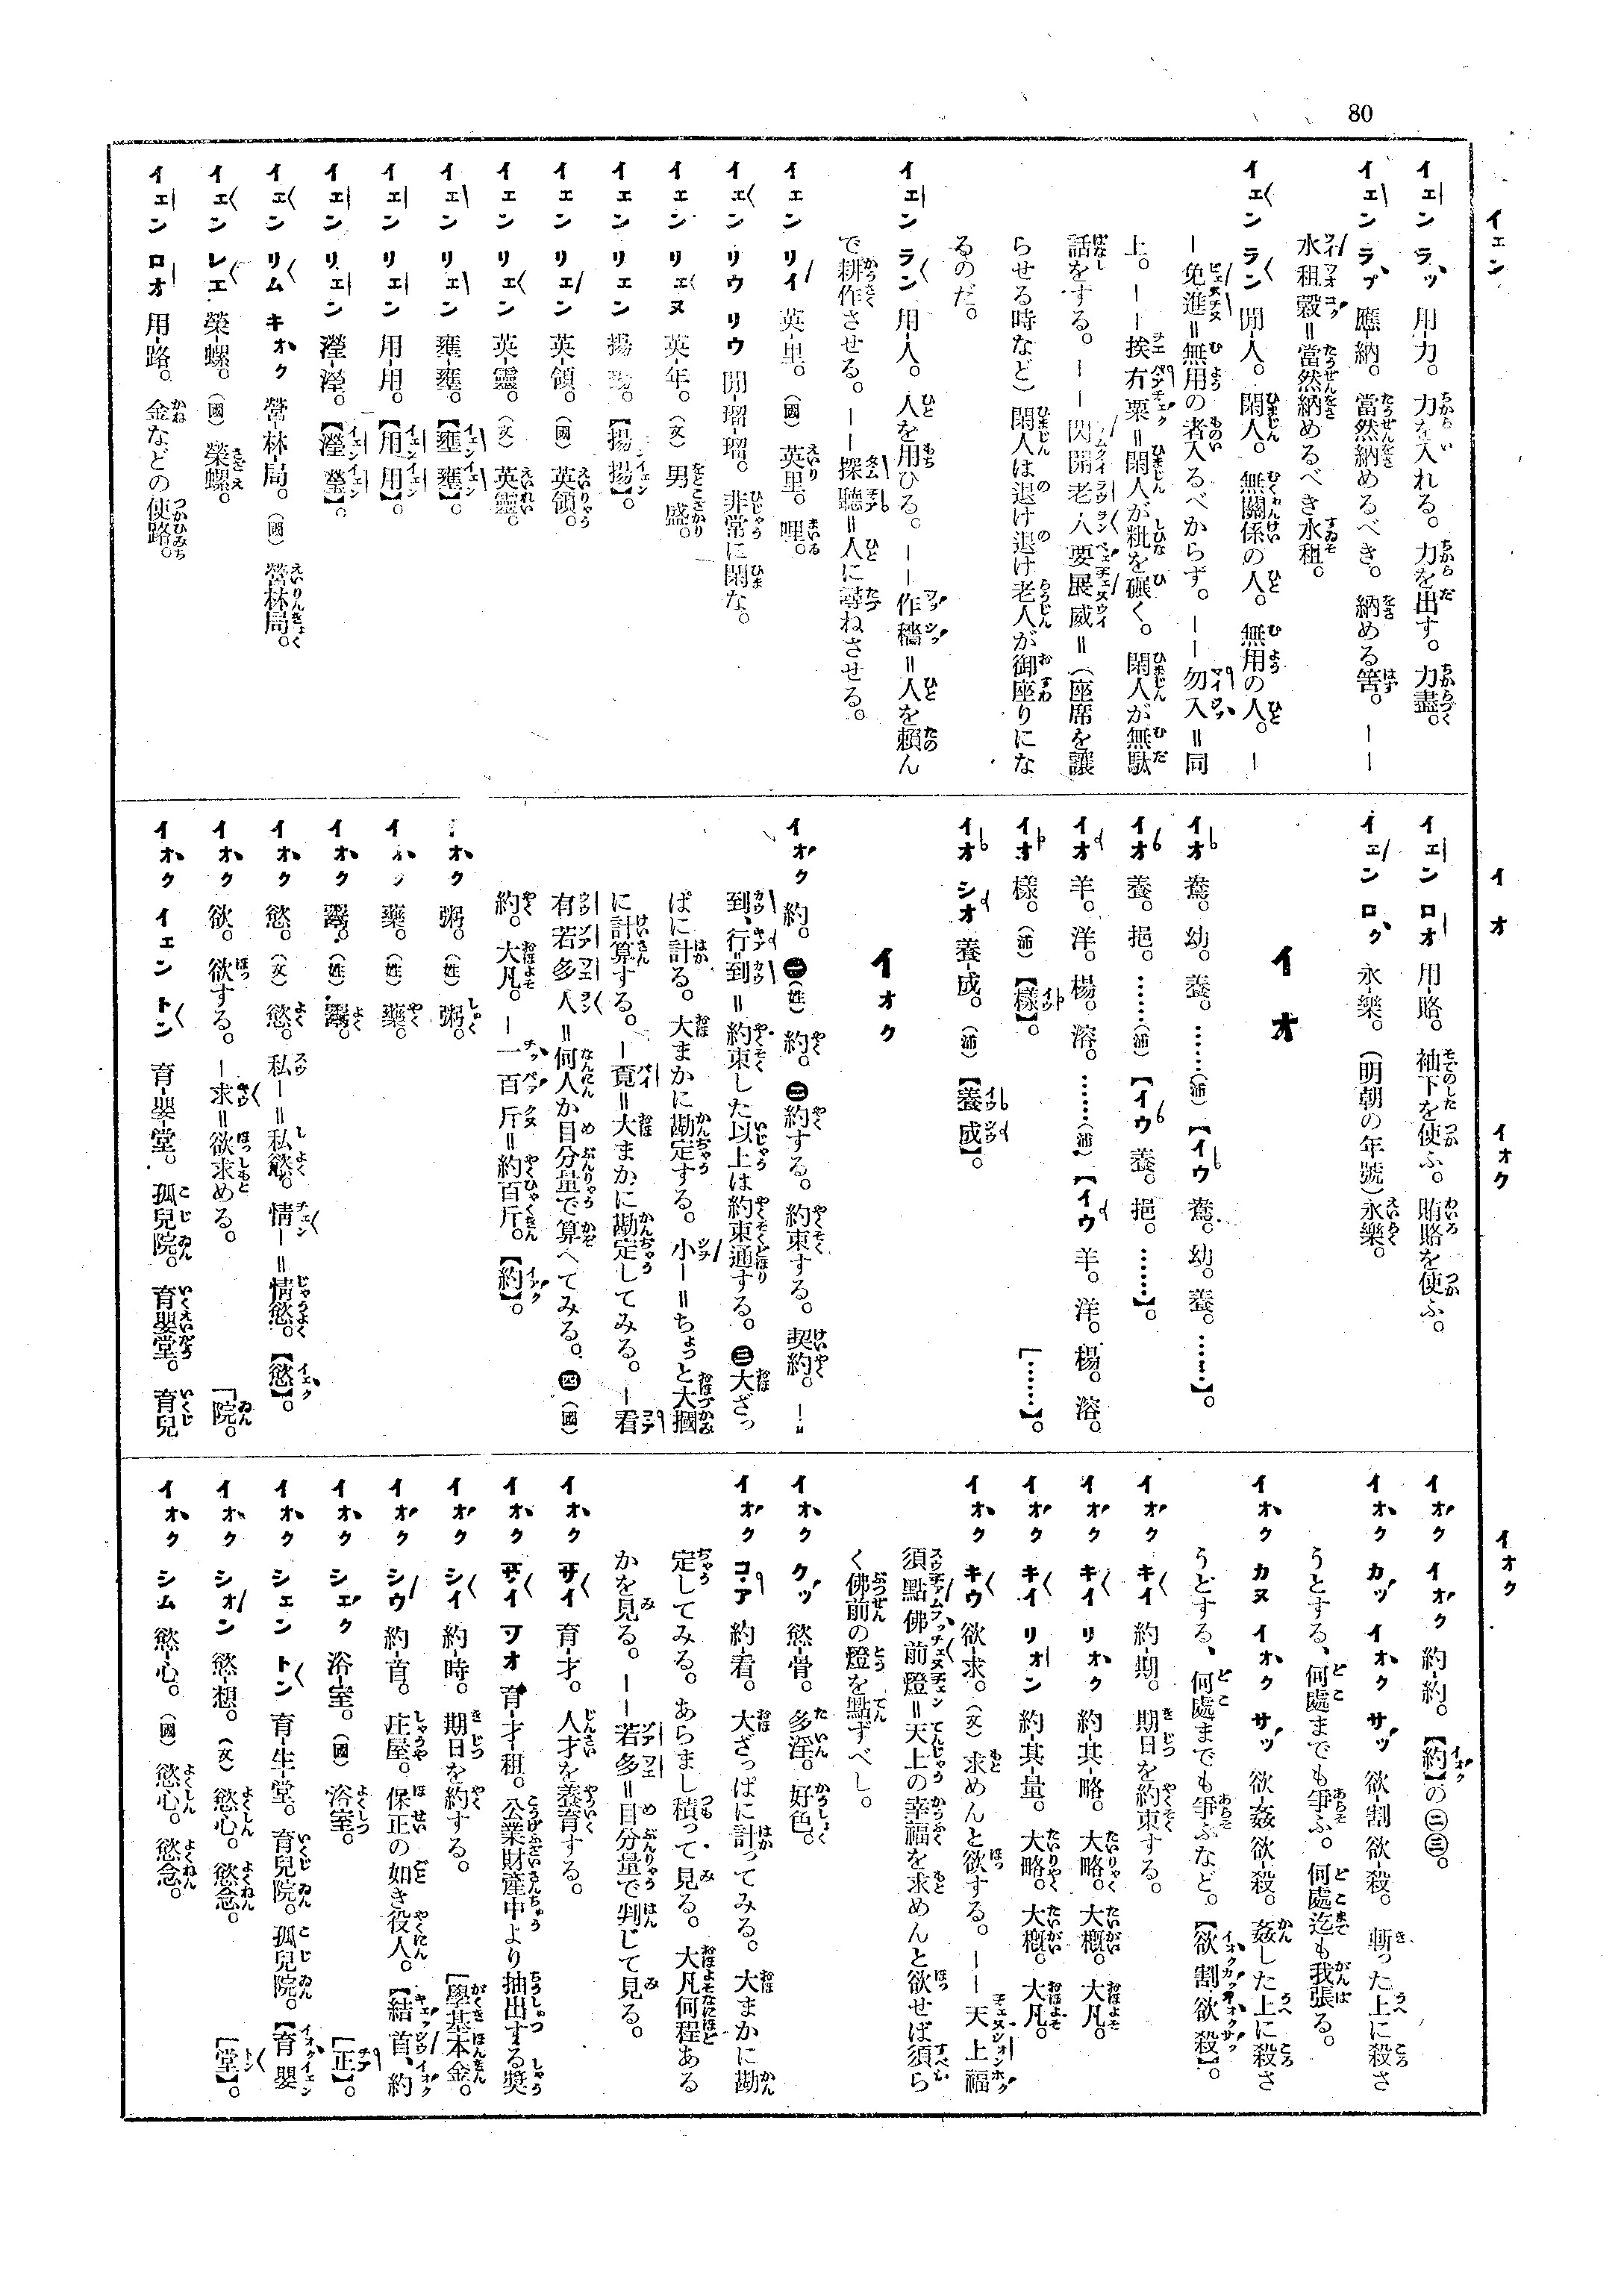 80
イエン
イオ
イオク
イオク
イエン ラッ 用-力。力を入れる。力を出す。力盡。
イエン ラㇷ゚ 應-納。當然納めるべき。納める筈。――
水租穀=當然納めるべき水租。
イエン ラン 閒-人。閑人。無關係の人。無用の人。―
―免進=無用の者入るべからず。――勿入=同
上。――挨有粟=閑人が粃を碾く。閑人が無駄
話をする。――閃開老人要展威=(座席を讓
らせる時など)閑人は退け退け老人が御座りにな
るのだ。
イエン ラン 用-人。人を用ひる。――作穡=人を賴ん
で耕作させる。――探聽=人に尋ねさせる。
イエン リイ 英-里。(國)英里。哩。
イエン リウ リウ 閒-瑠-瑠。非常に閑な。
イエン リエヌ 英-年。(文)男盛。
イエン リエン 揚-揚。【揚揚】。
イエン リエン 英-領。(國)英領。
イエン リエン 英-靈。(文)英靈。
イエン リエン 壅-壅。【壅壅】。
イエン リエン 用-用。【用用】。
イエン リエン 瀅-瀅。【瀅瀅】。
イエン リム キオク 營-林-局。(國)營林局。
イエン レエ 榮-螺。(國)榮螺。
イエン ロオ 用-路。金などの使路。
イエン ロオ 用-賂。袖下を使ふ。賄賂を使ふ。
イエン ロク 永-樂。(明朝の年號)永樂。
イオ
イオ 鴦。幼。養。……(漳)【イウ 鴦。幼。養。……】。
イオ 養。挹。……(漳)【イウ 養。挹。……】。
イオ 羊。洋。楊。溶。……(漳)【イウ 羊。洋。楊。溶。
「……】。
イオ 樣。(漳)【樣】。
イオ シオ 養-成。(漳)【養成】。
イオク
イオク 約。㊀(姓)約。㊁約する。約束する。契約。―=
到、行=到=約束した以上は約束通する。㊂大ざっ
ぱに計る。大まかに勘定する。小―=ちょっと大摑
に計算する。―覔=大まかに勘定してみる。―看
有若多人=何人か目分量で算へてみる。㊃(國)
約。大凡。―一百斤=約百斤。【約】。
イオク 粥。(姓)粥。
イオク 藥。(姓)藥。
イオク 鬻。(姓)鬻。
イオク 慾。(文)慾。私―=私慾。情―=情慾。【慾】。
イオク 欲。欲する。―求=欲求める。
「院。
イオク イエン トン 育-嬰-堂。孤兒院。育嬰堂。育兒
イオク イオク 約-約。【約】の㊁㊂。
イオク カッ イオク サッ 欲-割 欲-殺。斬った上に殺さ
うとする、何處までも爭ふ。何處迄も我張る。
イオク カヌ イオク サッ 欲-姦 欲-殺。姦した上に殺さ
うとする、何處までも爭ふなど。【欲割欲殺】。
イオク キイ 約-期。期日を約束する。
イオク キイ リオク 約-其-略。大略。大槪。大凡。
イオク キイ リオン 約-其-量。大略。大槪。大凡。
イオク キウ 欲-求。(文)求めんと欲する。――天上福
須點佛前燈=天上の幸福を求めんと欲せば須ら
く佛前の燈を點ずべし。
イオク クッ 慾-骨。多淫。好色。
イオク コア 約-看。大ざっぱに計ってみる。大まかに勘
定してみる。あらまし積って見る。大凡何程ある
かを見る。――若多=目分量で判じて見る。
イオク サイ 育-才。人才を養育する。
イオク サイ ソオ 育-才-租。公業財產中より抽出する奬
「學基本金。
イオク シイ 約-時。期日を約する。
イオク シウ 約-首。庄屋。保正の如き役人。【結首、約
「正】。
イオク シエク 浴-室。(國)浴室。
イオク シエン トン 育-生-堂。育兒院。孤兒院。【育嬰
「堂】。
イオク シオン 慾-想。(文)慾心。慾念。
イオク シム 慾-心。(國)慾心。慾念。